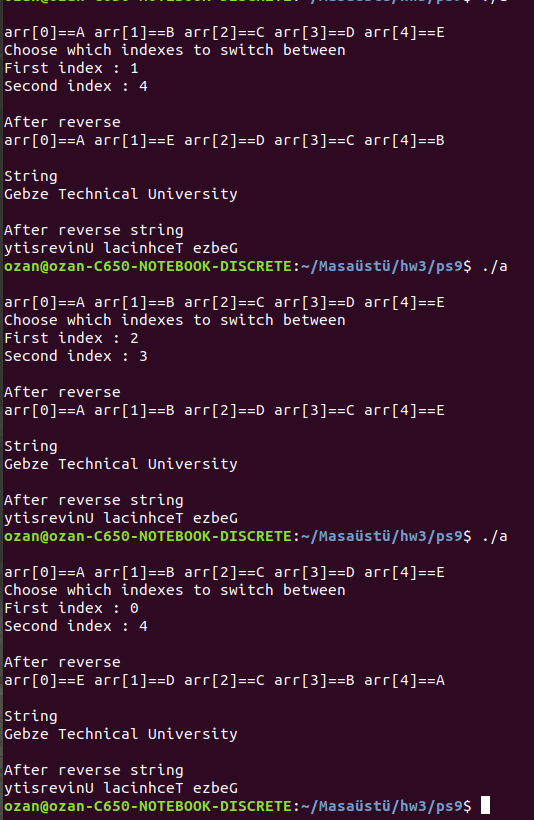 arr[0]==A arr[1]==B arr[2]==C arr[3]==D arr[4]==E
Choose which indexes to switch between
First index : 1
Second index : 4
After reverse
arr[0]==A arr[1]==E arr[2]==D arr[3]==C arr[4]==B
String
Gebze Technical University
After reverse string
ytisrevinU lacinhceT ezbeG
ozan@ozan-C650-NOTEBOOK-DISCRETE:~/Masaüstü/hw3/ps9$ ./a
arr[0]==A arr[1]==B arr[2]==C arr[3]==D arr[4]==E
Choose which indexes to switch between
First index : 2
Second index : 3
After reverse
arr[0]==A arr[1]==B arr[2]==D arr[3]==C arr[4]==E
String
Gebze Technical University
After reverse string
ytisrevinU lacinhceT ezbeG
ozan@ozan-C650-NOTEBOOK-DISCRETE:~/Masaüstü/hw3/ps9$ ./a
arr[0]==A arr[1]==B arr[2]==C arr[3]==D arr[4]==E
Choose which indexes to switch between
First index : 0
Second index : 4
After reverse
arr[0]==E arr[1]==D arr[2]==C arr[3]==B arr[4]==A
String
Gebze Technical University
After reverse string
ytisrevinU lacinhceT ezbeG
ozan@ozan-C650-NOTEBOOK-DISCRETE:~/Masaüstü/hw3/ps9$